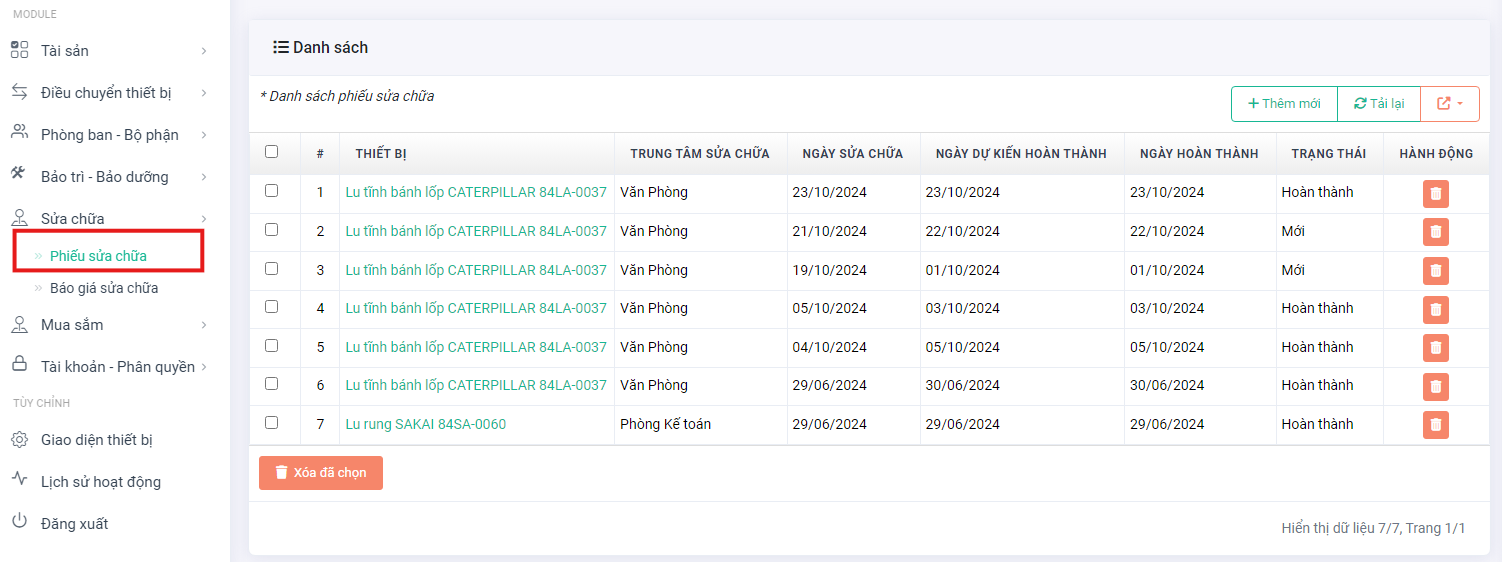 MODULE
Tài sản
Điều chuyển thiết bị
Phòng ban - Bộ phận
Bảo trì - Bảo dưỡng
Sửa chữa
» Phiếu sửa chữa
» Báo giá sửa chữa
Mua sắm
Tài khoản - Phân quyền
TÙY CHỈNH
Giao diện thiết bị
Lịch sử hoạt động
Đăng xuất
Danh sách
* Danh sách phiếu sửa chữa
+ Thêm mới Tải lại
# THIẾT BỊ TRUNG TÂM SỬA CHỮA NGÀY SỬA CHỮA NGÀY DỰ KIẾN HOÀN THÀNH NGÀY HOÀN THÀNH TRẠNG THÁI HÀNH ĐỘNG
1 Lu tĩnh bánh lốp CATERPILLAR 84LA-0037 Văn Phòng 23/10/2024 23/10/2024 23/10/2024 Hoàn thành
2 Lu tĩnh bánh lốp CATERPILLAR 84LA-0037 Văn Phòng 21/10/2024 22/10/2024 22/10/2024 Mới
3 Lu tĩnh bánh lốp CATERPILLAR 84LA-0037 Văn Phòng 19/10/2024 01/10/2024 01/10/2024 Mới
4 Lu tĩnh bánh lốp CATERPILLAR 84LA-0037 Văn Phòng 05/10/2024 03/10/2024 03/10/2024 Hoàn thành
5 Lu tĩnh bánh lốp CATERPILLAR 84LA-0037 Văn Phòng 04/10/2024 05/10/2024 05/10/2024 Hoàn thành
6 Lu tĩnh bánh lốp CATERPILLAR 84LA-0037 Văn Phòng 29/06/2024 30/06/2024 30/06/2024 Hoàn thành
7 Lu rung SAKAI 84SA-0060 Phòng Kế toán 29/06/2024 29/06/2024 29/06/2024 Hoàn thành
Xóa đã chọn
Hiển thị dữ liệu 7/7, Trang 1/1